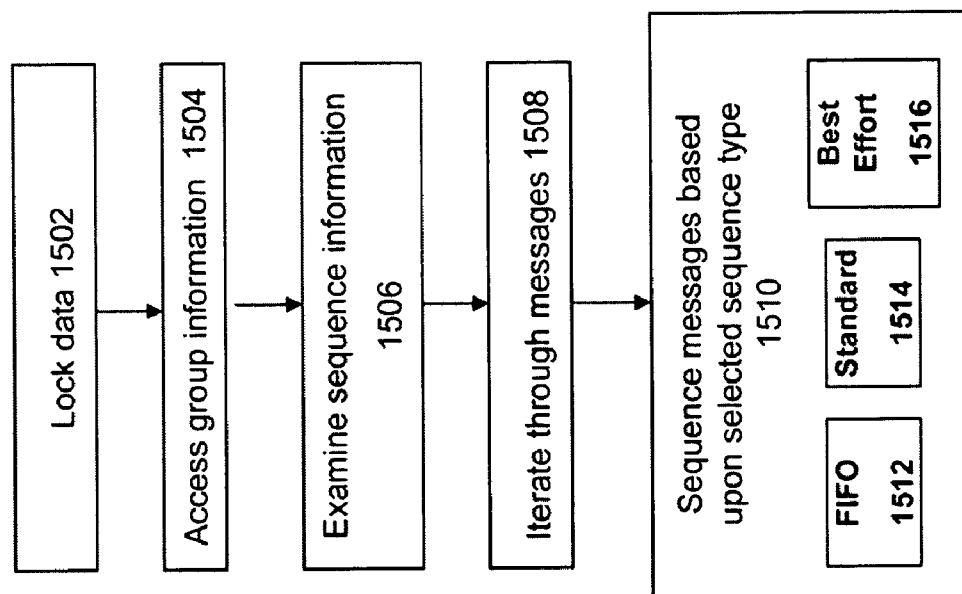 Lock data 1502
Access group information 1504
Examine sequence information
1506
Iterate through messages 1508
Sequence messages based
upon selected sequence type
1510
FIFO
1512
Standard
1514
Best
Effort
1516